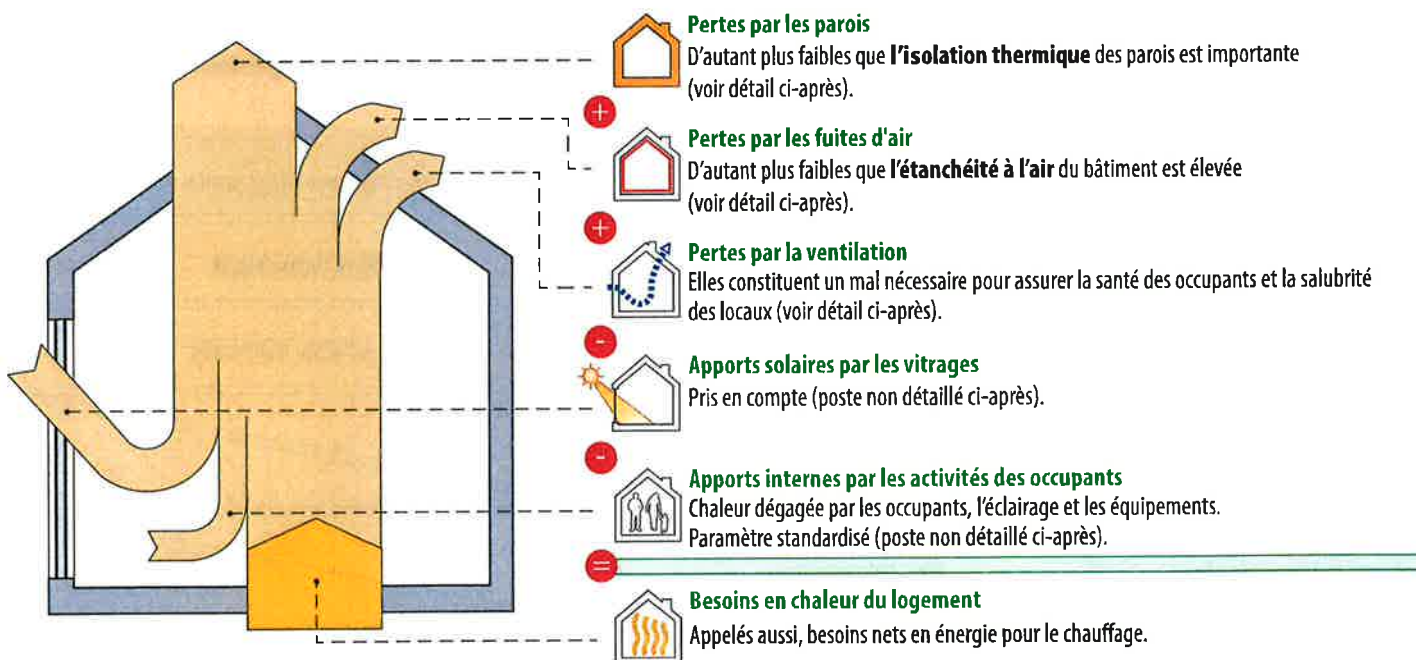 Pertes par les parois
D'autant plus faibles que l'isolation thermique des parois est importante
(voir détail ci-après).
+
Pertes par les fuites d'air
D'autant plus faibles que l'étanchéité à l'air du bâtiment est élevée
(voir détail ci-après).
+
Pertes par la ventilation
Elles constituent un mal nécessaire pour assurer la santé des occupants et la salubrité
des locaux (voir détail ci-après).
-
Apports solaires par les vitrages
Pris en compte (poste non détaillé ci-après).
-
Apports internes par les activités des occupants
Chaleur dégagée par les occupants, l'éclairage et les équipements.
Paramètre standardisé (poste non détaillé ci-après).
=
Besoins en chaleur du logement
Appelés aussi, besoins nets en énergie pour le chauffage.